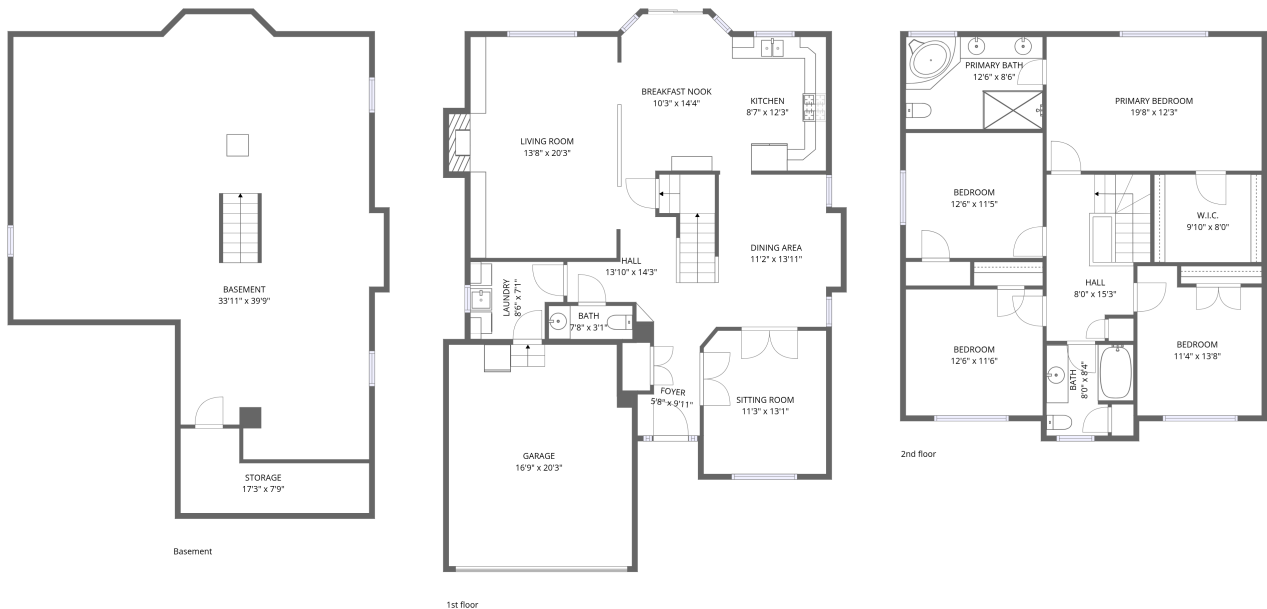 BASEMENT
33'11" x 39'9"
STORAGE
17'3" x 7'9"
Basement
BREAKFAST NOOK
10'3" x 14'4"
KITCHEN
8'7" x 12'3"
LIVING ROOM
13'8" x 20'3"
DINING AREA
11'2" x 13'11"
HALL
13'10" x 14'3"
LAUNDRY
8'6" x 7'1"
BATH
7'8" x 3'1"
FOYER
5'8" x 9'11"
SITTING ROOM
11'3" x 13'1"
GARAGE
16'9" x 20'3"
1st floor
PRIMARY BATH
12'6" x 8'6"
PRIMARY BEDROOM
19'8" x 12'3"
BEDROOM
12'6" x 11'5"
W.I.C.
9'10" x 8'0"
HALL
8'0" x 15'3"
BEDROOM
12'6" x 11'6"
BATH
8'0" x 8'4"
BEDROOM
11'4" x 13'8"
2nd floor